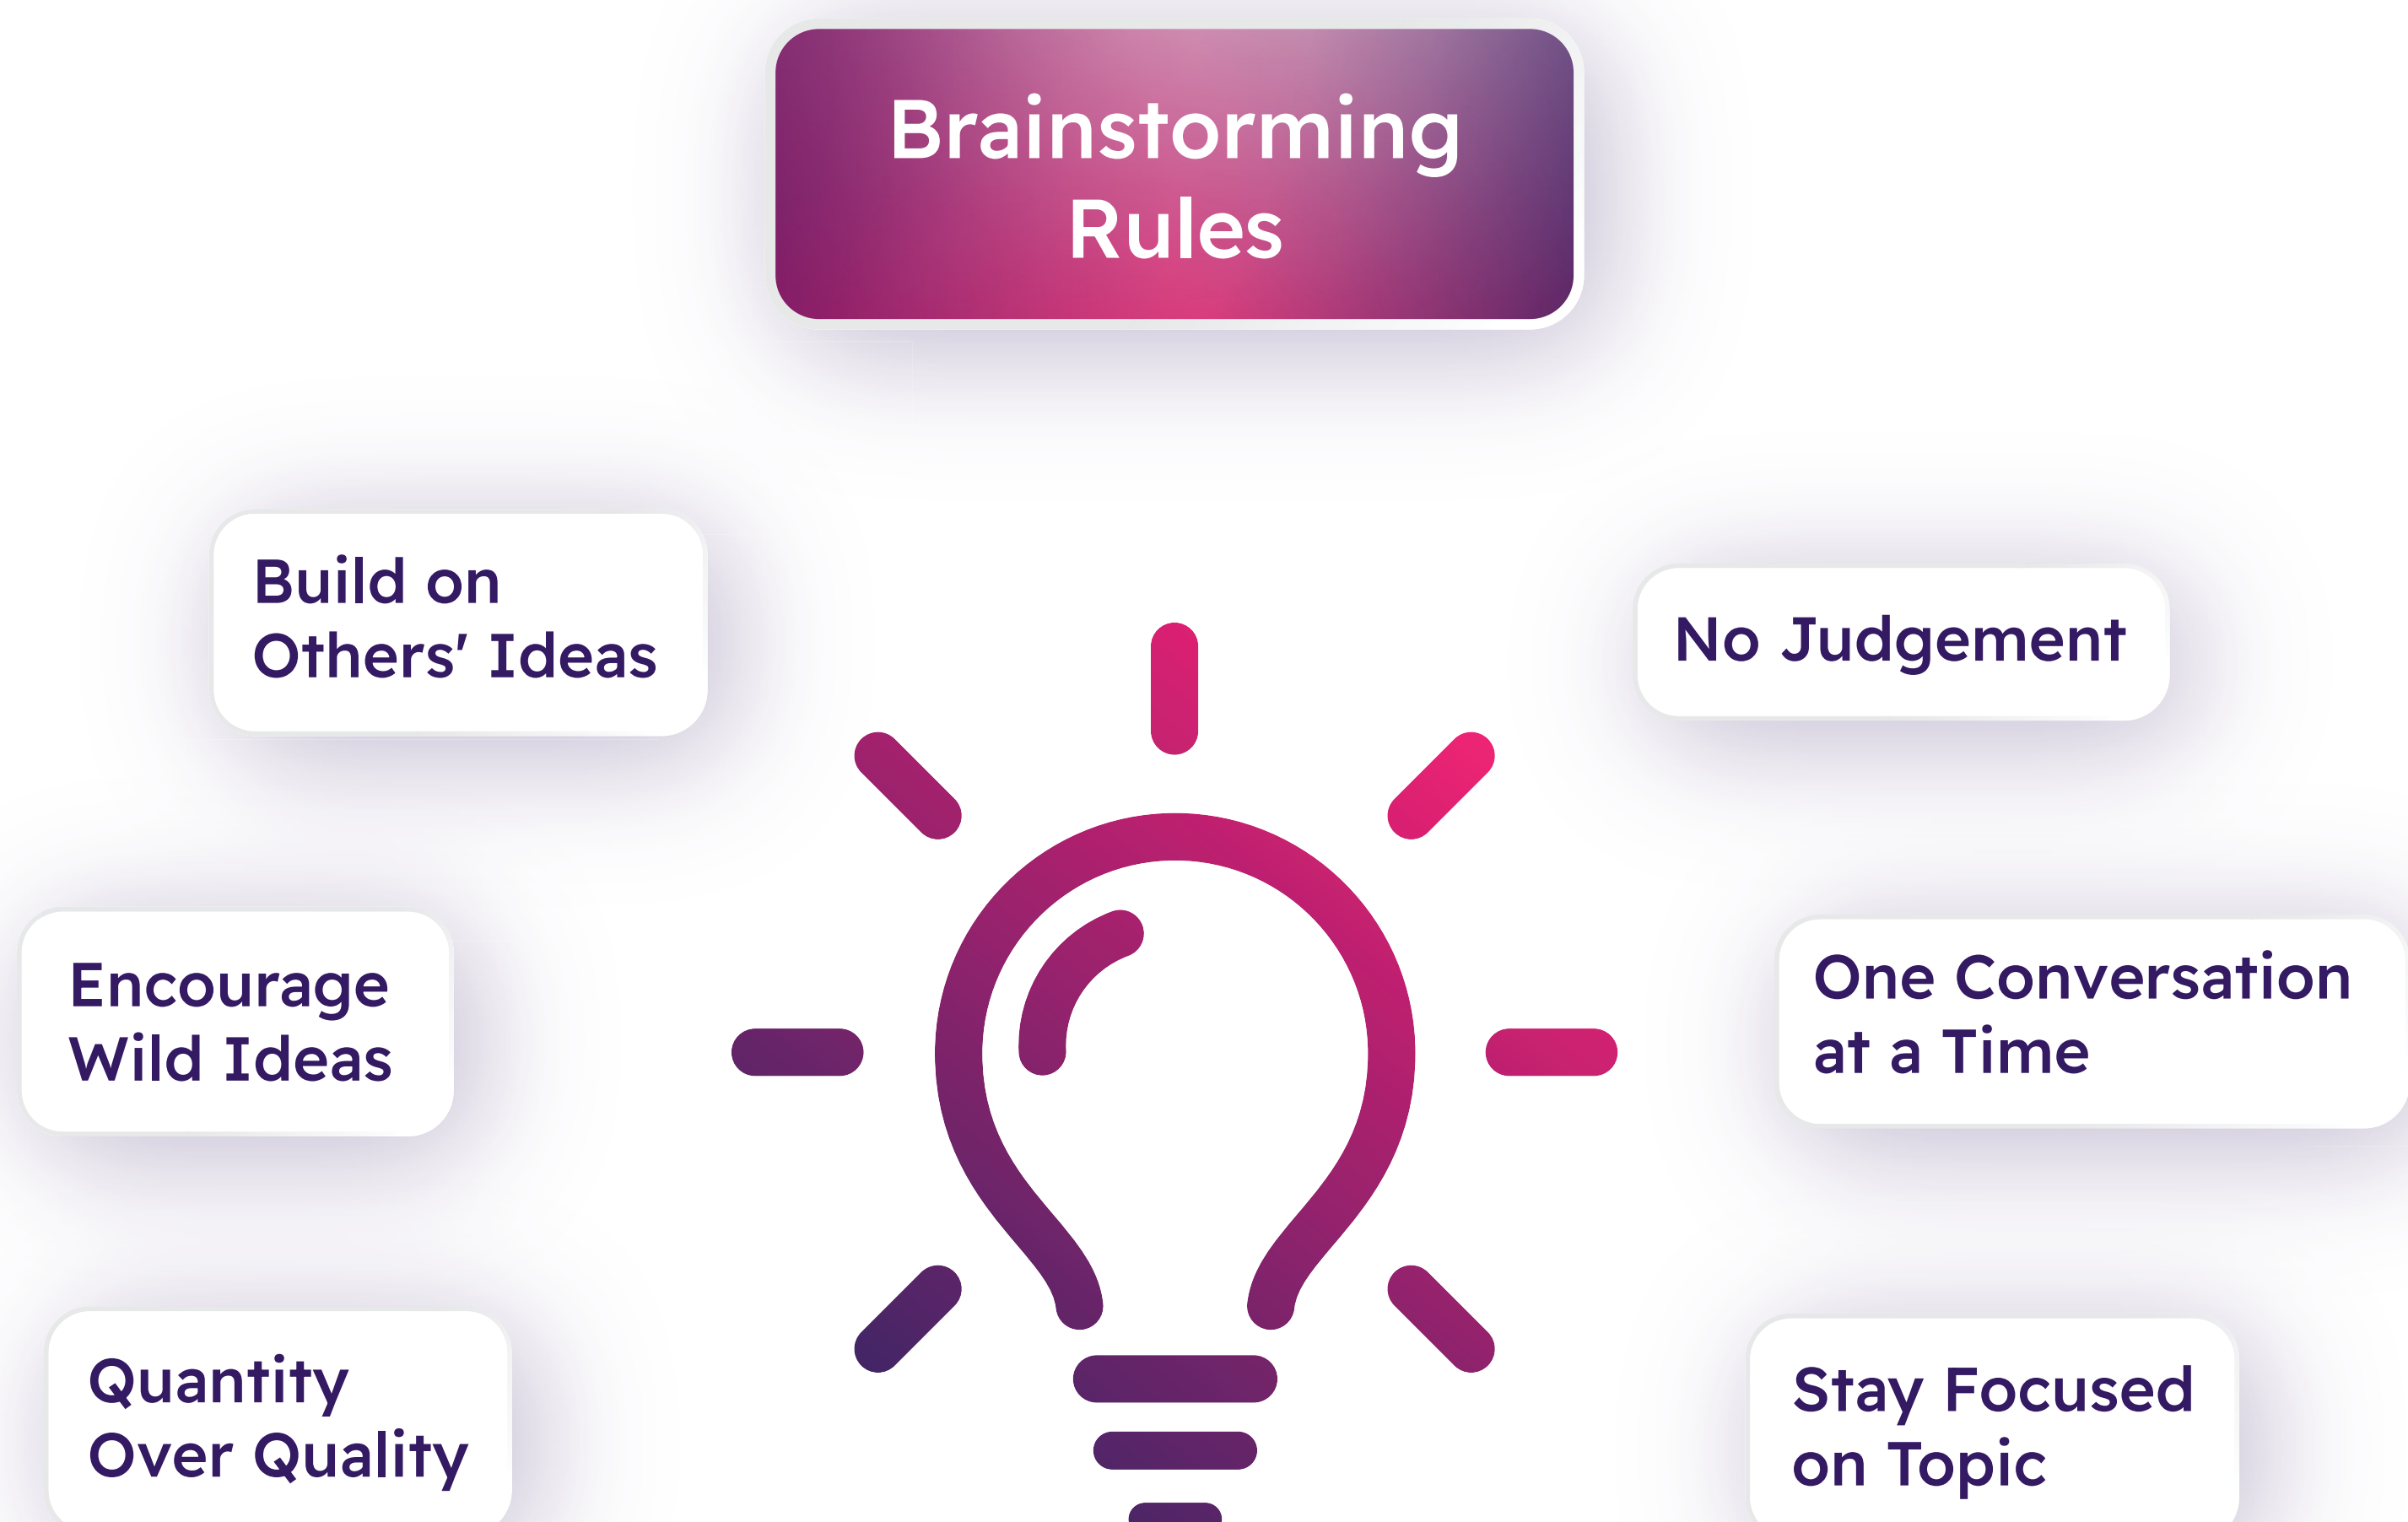 Brainstorming
Rules
Build on
Others' Ideas
No Judgement
Encourage
Wild Ideas
One Conversation
at a Time
Quantity
Over Quality
Stay Focused
on Topic